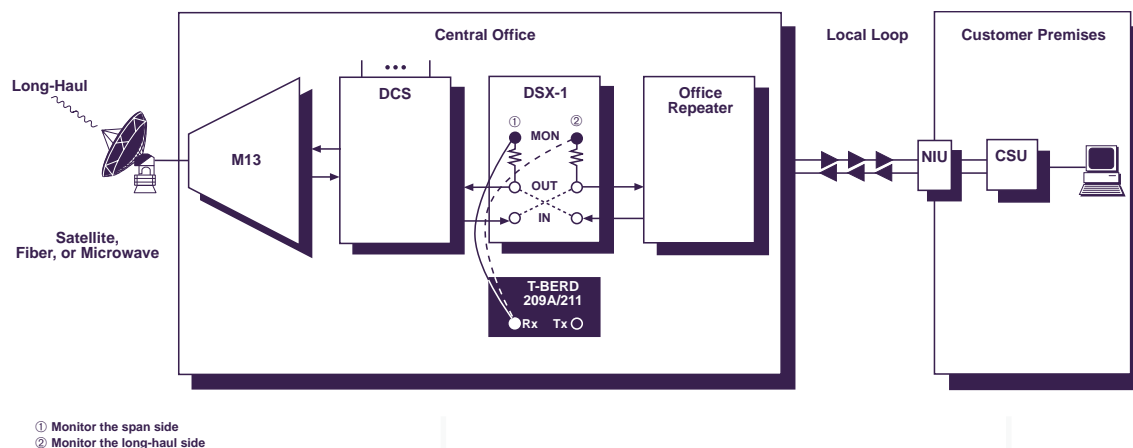 Central Office
Local Loop
Customer Premises
Long-Haul
DCS
DSX-1
Office
Repeater
① ②
MON
M13
NIU
CSU
OUT
IN
Satellite,
Fiber, or Microwave
T-BERD
209A/211
Rx Tx
① Monitor the span side
② Monitor the long-haul side